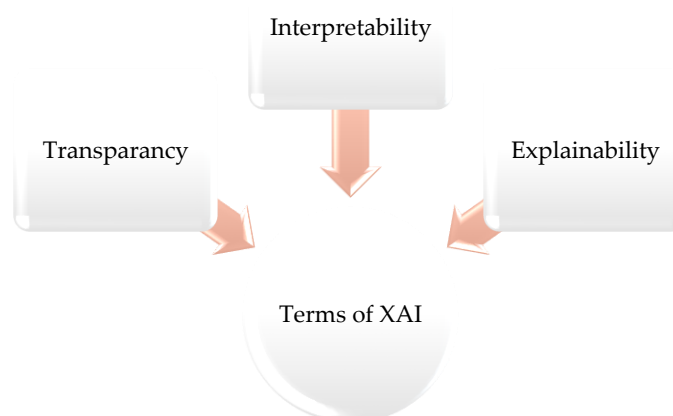 Interpretability
Transparancy
Explainability
Terms of XAI